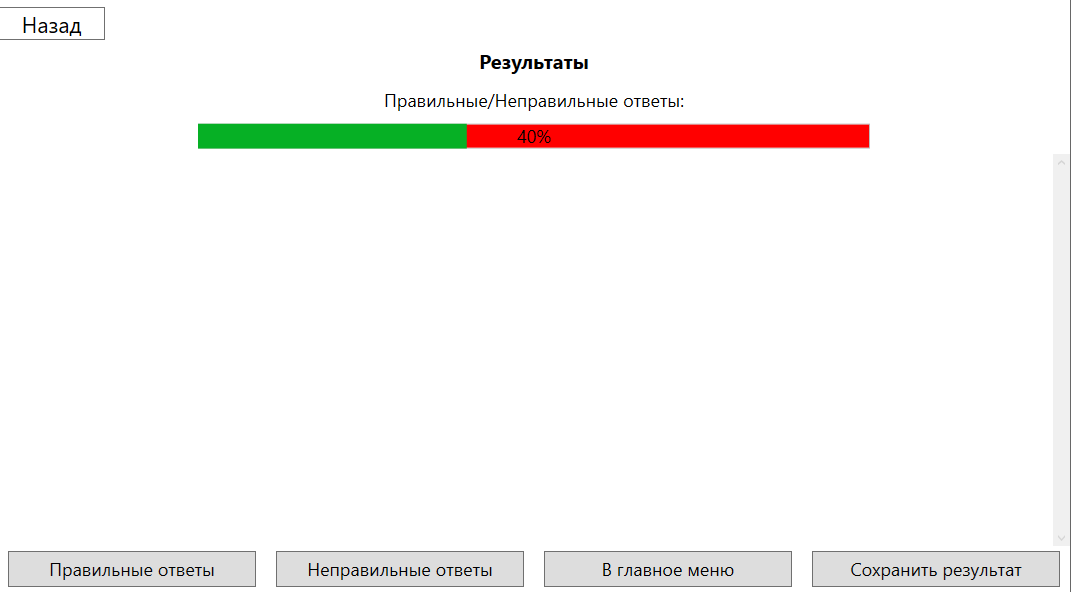 Назад
Результаты
Правильные/Неправильные ответы:
40%
Правильные ответы
Неправильные ответы
В главное меню
Сохранить результат